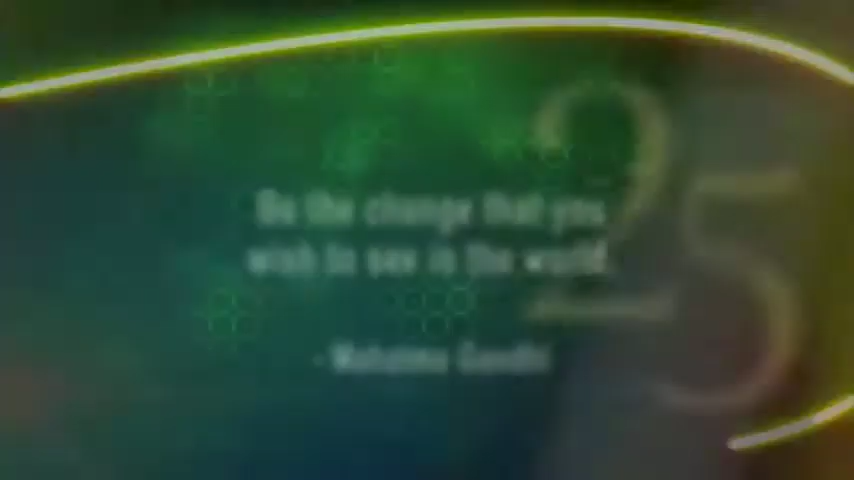 Be the change that you
wish to see in the world.
- Mahatma Gandhi
25